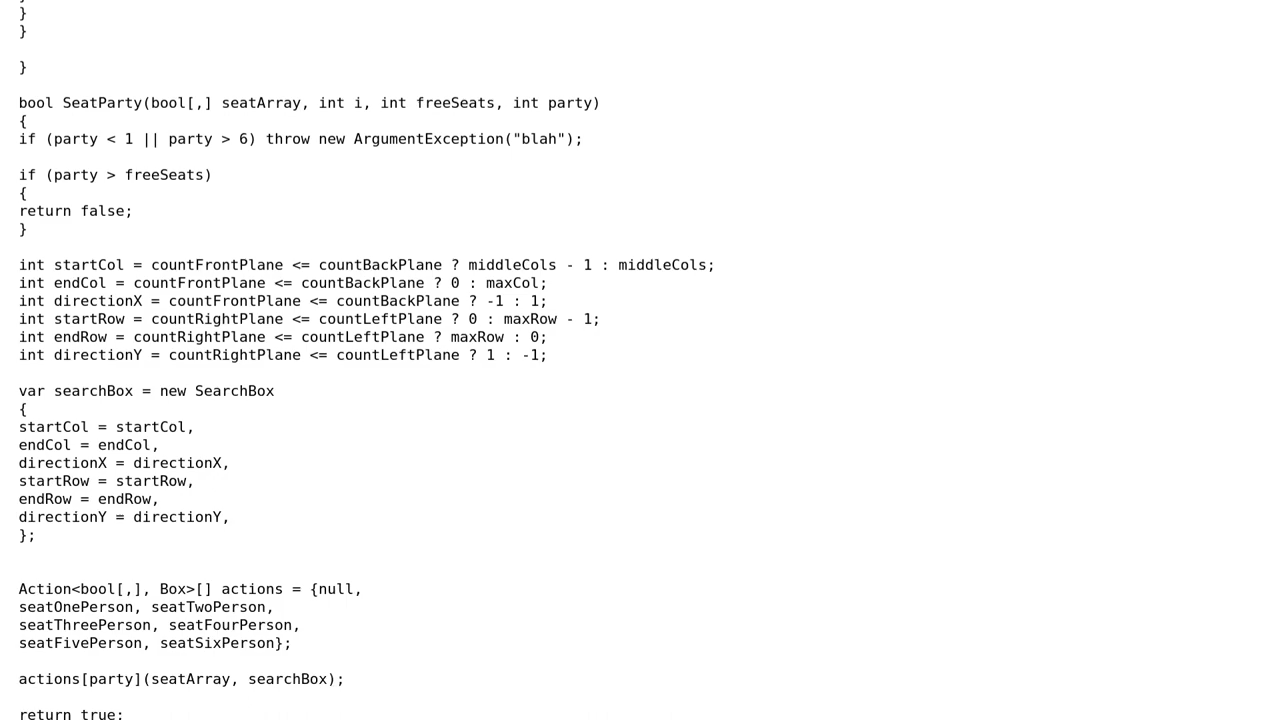 }
}
}
bool SeatParty(bool[,] seatArray, int i, int freeSeats, int party)
{
if (party < 1 || party > 6) throw new ArgumentException("blah");
if (party > freeSeats)
{
return false;
}
int startCol = countFrontPlane <= countBackPlane ? middleCols - 1 : middleCols;
int endCol = countFrontPlane <= countBackPlane ? 0 : maxCol;
int directionX = countFrontPlane <= countBackPlane ? -1 : 1;
int startRow = countRightPlane <= countLeftPlane ? 0 : maxRow - 1;
int endRow = countRightPlane <= countLeftPlane ? maxRow : 0;
int directionY = countRightPlane <= countLeftPlane ? 1 : -1;
var searchBox = new SearchBox
{
startCol = startCol,
endCol = endCol,
directionX = directionX,
startRow = startRow,
endRow = endRow,
directionY = directionY,
};
Action<bool[,], Box>[] actions = {null,
seatOnePerson, seatTwoPerson,
seatThreePerson, seatFourPerson,
seatFivePerson, seatSixPerson};
actions[party](seatArray, searchBox);
return true;